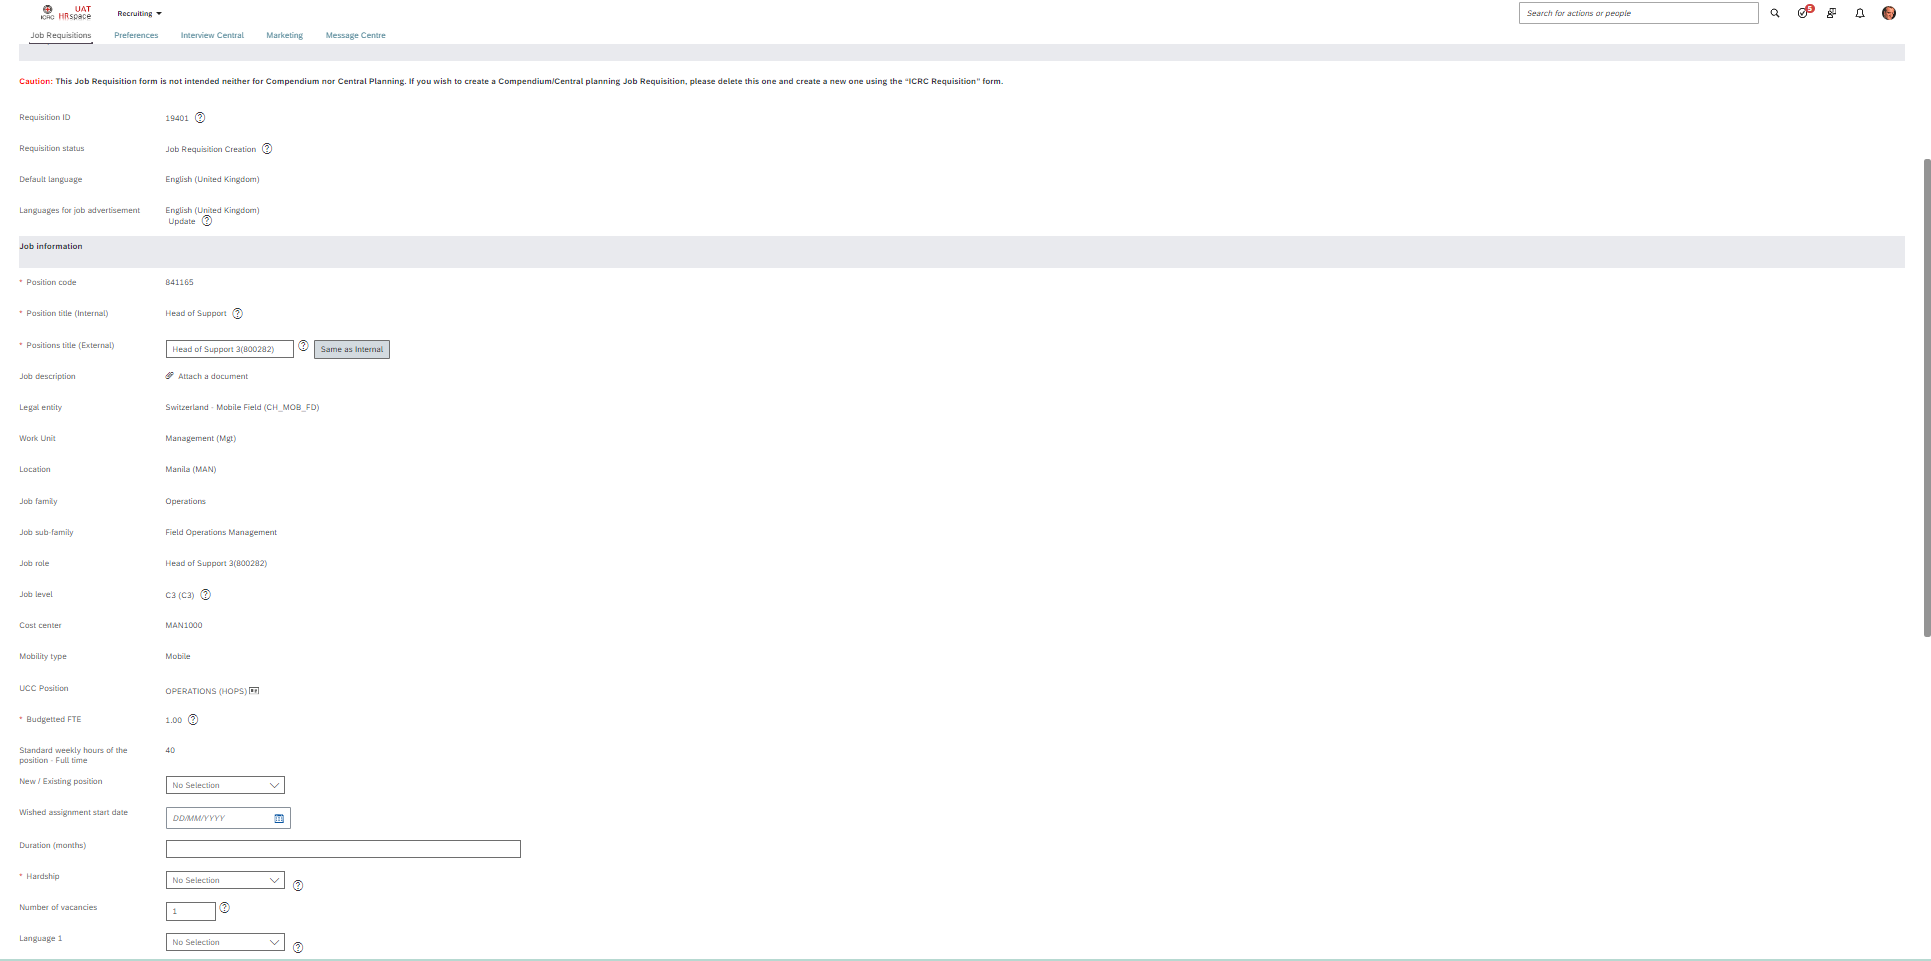 ICRC UAT HRspace
Recruiting
Search for actions or people
5
Job Requisitions Preferences Interview Central Marketing Message Centre
Caution: This Job Requisition form is not intended neither for Compendium nor Central Planning. If you wish to create a Compendium/Central planning Job Requisition, please delete this one and create a new one using the “ICRC Requisition” form.
Requisition ID 19401
Requisition status Job Requisition Creation
Default language English (United Kingdom)
Languages for job advertisement English (United Kingdom)
Update
Job information
* Position code 841165
* Position title (Internal) Head of Support
* Positions title (External) Head of Support 3(800282) Same as Internal
Job description Attach a document
Legal entity Switzerland - Mobile Field (CH_MOB_FD)
Work Unit Management (Mgt)
Location Manila (MAN)
Job family Operations
Job sub-family Field Operations Management
Job role Head of Support 3(800282)
Job level C3 (C3)
Cost center MAN1000
Mobility type Mobile
UCC Position OPERATIONS (HOPS)
* Budgetted FTE 1.00
Standard weekly hours of the 40
position - Full time
New / Existing position No Selection
Wished assignment start date DD/MM/YYYY
Duration (months)
* Hardship No Selection
Number of vacancies 1
Language 1 No Selection